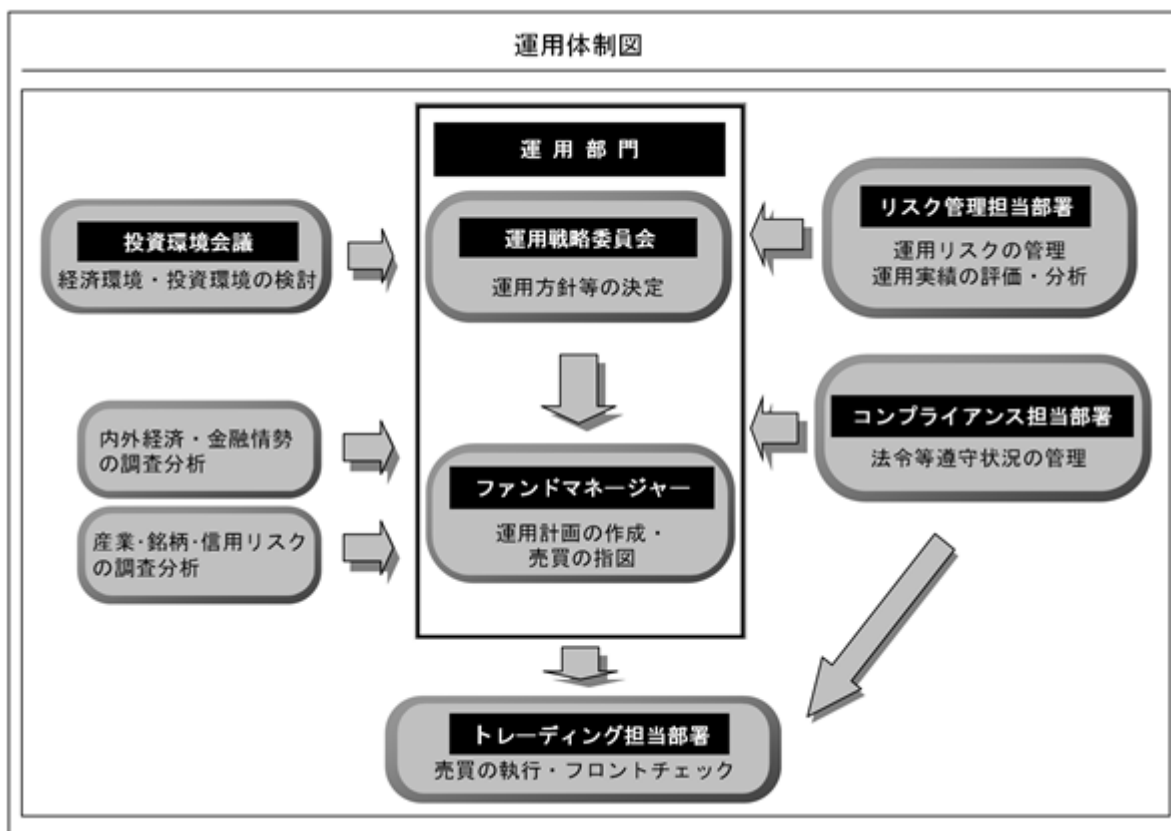 運用体制図
運用部門
投資環境会議
経済環境・投資環境の検討
運用戦略委員会
運用方針等の決定
リスク管理担当部署
運用リスクの管理
運用実績の評価・分析
内外経済・金融情勢
の調査分析
産業・銘柄・信用リスク
の調査分析
ファンドマネージャー
運用計画の作成・
売買の指図
コンプライアンス担当部署
法令等遵守状況の管理
トレーディング担当部署
売買の執行・フロントチェック